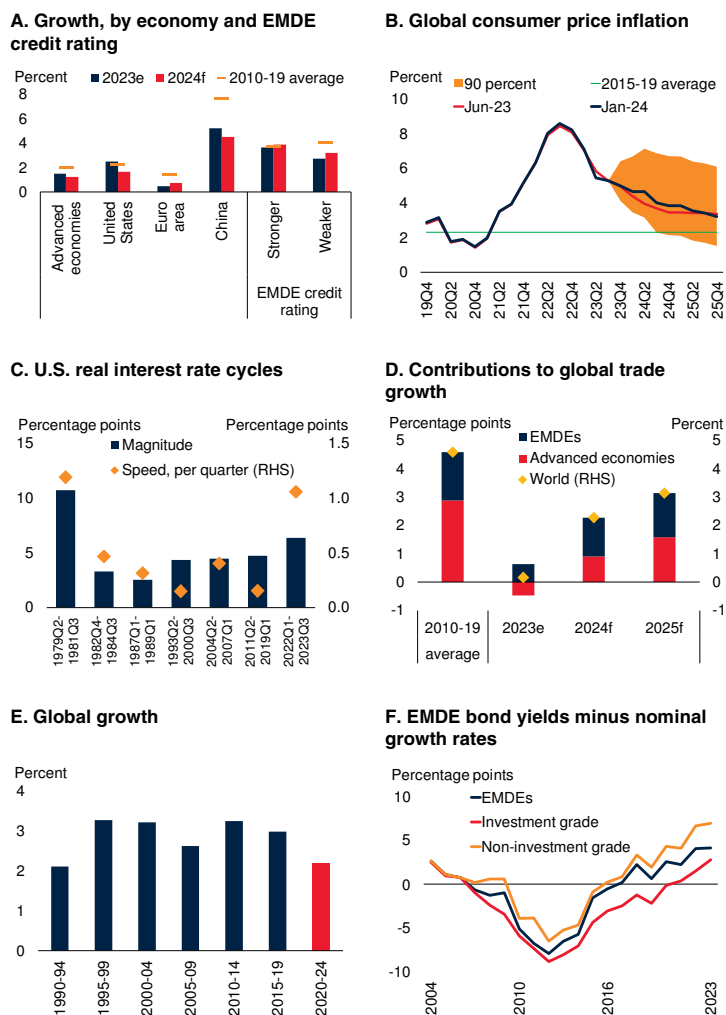 A. Growth, by economy and EMDE
credit rating
Percent
2023e
2024f
2010-19 average
8
6
4
2
0
Advanced
economies
United
States
Euro
area
China
Stronger
Weaker
EMDE credit
rating
B. Global consumer price inflation
Percent
90 percent
2015-19 average
Jun-23
Jan-24
10
8
6
4
2
0
19Q4
20Q2
20Q4
21Q2
21Q4
22Q2
22Q4
23Q2
23Q4
24Q2
24Q4
25Q2
25Q4
C. U.S. real interest rate cycles
Percentage points
Percentage points
Magnitude
Speed, per quarter (RHS)
15
10
5
0
1.5
1.0
0.5
0.0
1979Q2-
1981Q3
1982Q4-
1984Q3
1987Q1-
1989Q1
1993Q2-
2000Q3
2004Q2-
2007Q1
2011Q2-
2019Q1
2022Q1-
2023Q3
D. Contributions to global trade
growth
Percentage points
Percent
EMDEs
Advanced economies
World (RHS)
5
4
3
2
1
0
-1
5
4
3
2
1
0
-1
2010-19
average
2023e
2024f
2025f
E. Global growth
Percent
4
3
2
1
0
1990-94
1995-99
2000-04
2005-09
2010-14
2015-19
2020-24
F. EMDE bond yields minus nominal
growth rates
Percentage points
EMDEs
Investment grade
Non-investment grade
10
5
0
-5
-10
2004
2010
2016
2023